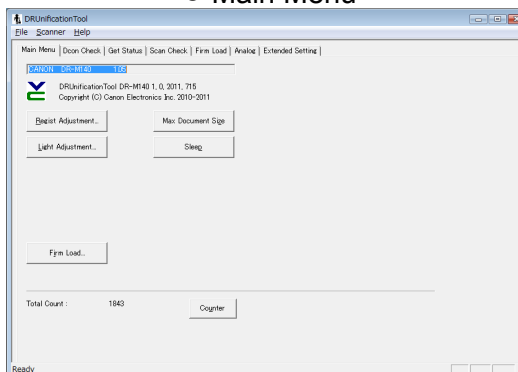 Main Menu
DRUnificationTool
File Scanner Help
Main Menu Dcon Check Get Status Scan Check Firm Load Analog Extended Setting
CANON DR-M140 1.06
DRUnificationTool DR-M140 1, 0, 2011, 715
Copyright (C) Canon Electronics Inc. 2010-2011
Regist Adjustment... Max Document Size
Light Adjustment... Sleep
Firm Load...
Total Count : 1843 Counter
Ready